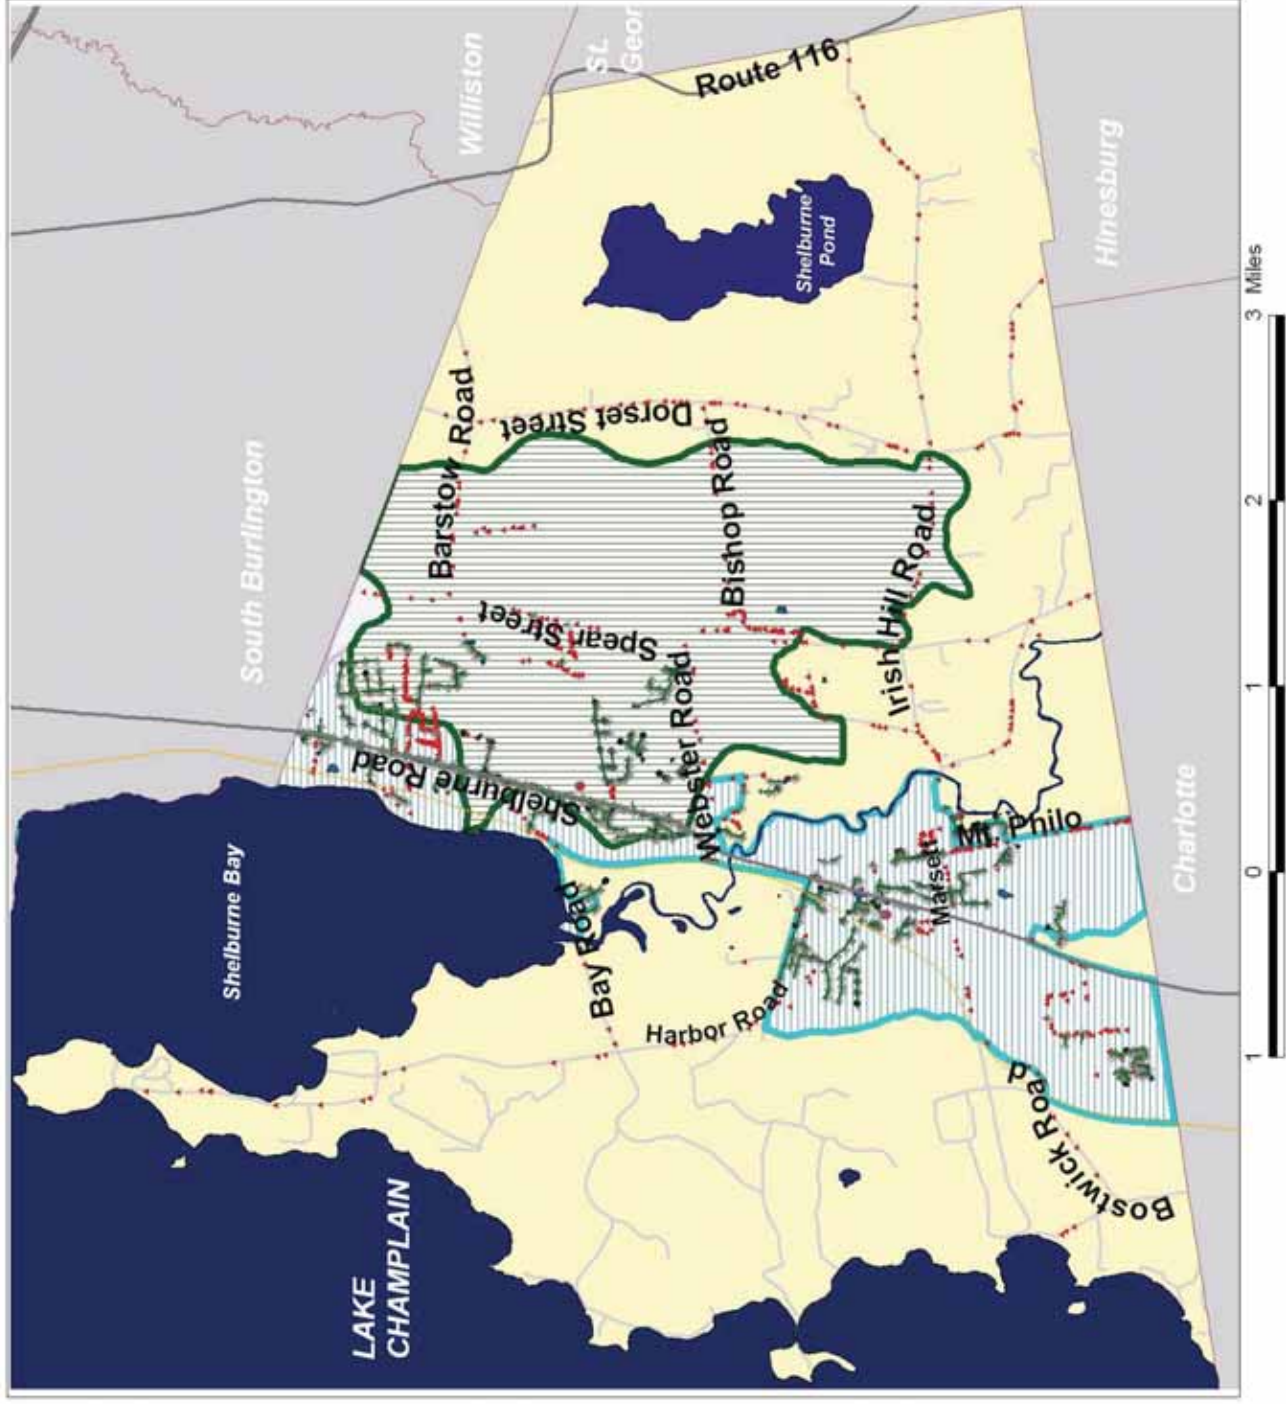 Williston
St.
Geor
Route 116
Shelburne
Pond
Hinesburg
South Burlington
Barstow Road
Dorset Street
Bishop Road
Spear Street
Irish Hill Road
Webster Road
Shelburne Road
Shelburne Bay
Bay Road
Harbor Road
Marsett
Mt. Philo
Charlotte
Bostwick Road
LAKE
CHAMPLAIN
1 0 1 2 3 Miles